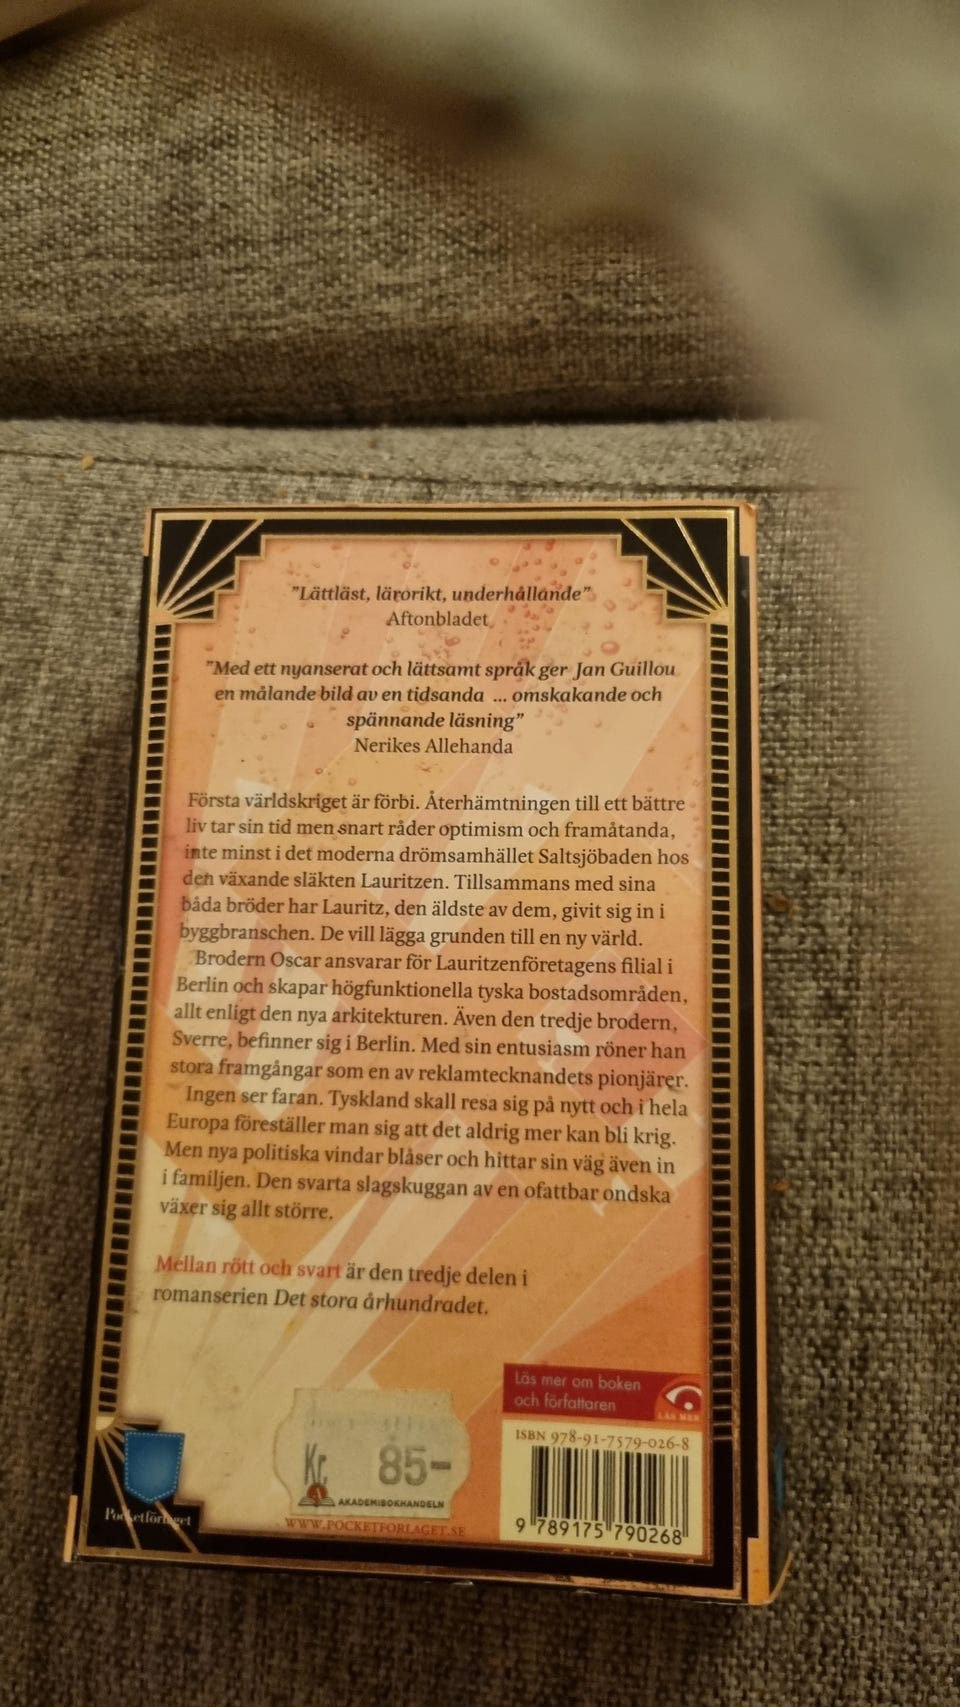 ”Lättläst, lärorikt, underhållande”
Aftonbladet
”Med ett nyanserat och lättsamt språk ger Jan Guillou
en målande bild av en tidsanda ... omskakande och
spännande läsning”
Nerikes Allehanda
Första världskriget är förbi. Återhämtningen till ett bättre
liv tar sin tid men snart råder optimism och framåtanda,
inte minst i det moderna drömsamhället Saltsjöbaden hos
den växande släkten Lauritzen. Tillsammans med sina
båda bröder har Lauritz, den äldste av dem, givit sig in i
byggbranschen. De vill lägga grunden till en ny värld.
Brodern Oscar ansvarar för Lauritzenföretagens filial i
Berlin och skapar högfunktionella tyska bostadsområden,
allt enligt den nya arkitekturen. Även den tredje brodern,
Sverre, befinner sig i Berlin. Med sin entusiasm röner han
stora framgångar som en av reklamtecknandets pionjärer.
Ingen ser faran. Tyskland skall resa sig på nytt och i hela
Europa föreställer man sig att det aldrig mer kan bli krig.
Men nya politiska vindar blåser och hittar sin väg även in
i familjen. Den svarta slagskuggan av en ofattbar ondska
växer sig allt större.
Mellan rött och svart är den tredje delen i
romanserien Det stora århundradet.
Läs mer om boken
och författaren
LÄS MER
ISBN 978-91-7579-026-8
9 789175 790268
Kr 85-
A AKADEMIBOKHANDELN
WWW.POCKETFORLAGET.SE
Pocketförlaget